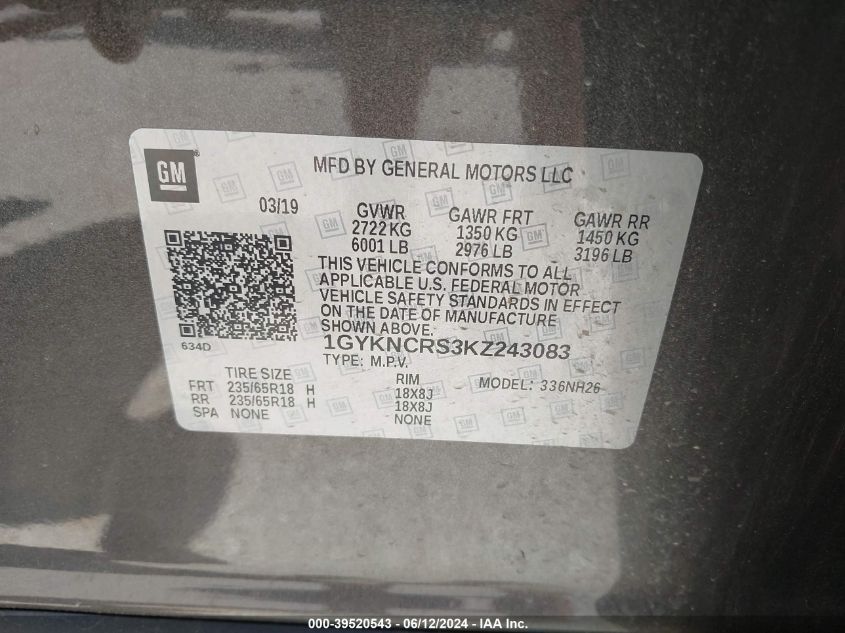 GM
MFD BY GENERAL MOTORS LLC
03/19
GVWR
2722 KG
6001 LB
GAWR FRT
1350 KG
2976 LB
GAWR RR
1450 KG
3196 LB
THIS VEHICLE CONFORMS TO ALL
APPLICABLE U.S. FEDERAL MOTOR
VEHICLE SAFETY STANDARDS IN EFFECT
ON THE DATE OF MANUFACTURE
SHOWN ABOVE.
634D
1GYKNCRS3KZ243083
TYPE: M.P.V.
MODEL: 336NH26
TIRE SIZE
RIM
FRT 235/65R18 H 18X8J
RR 235/65R18 H 18X8J
SPA NONE NONE
000-39520543 - 06/12/2024 - IAA Inc.